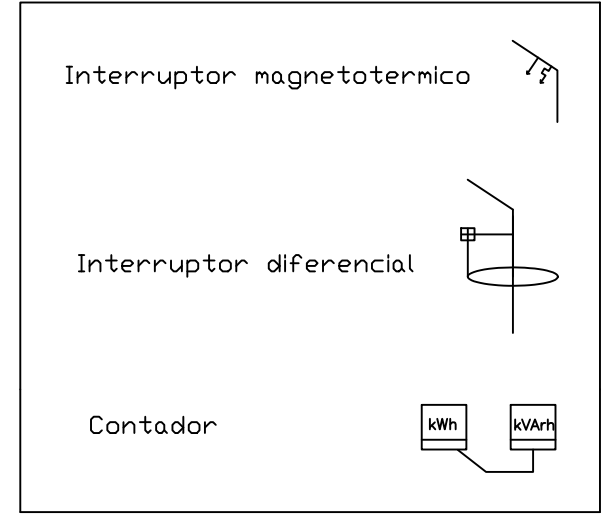 Interruptor magnetotermico
Interruptor diferencial
Contador kWh kVArh